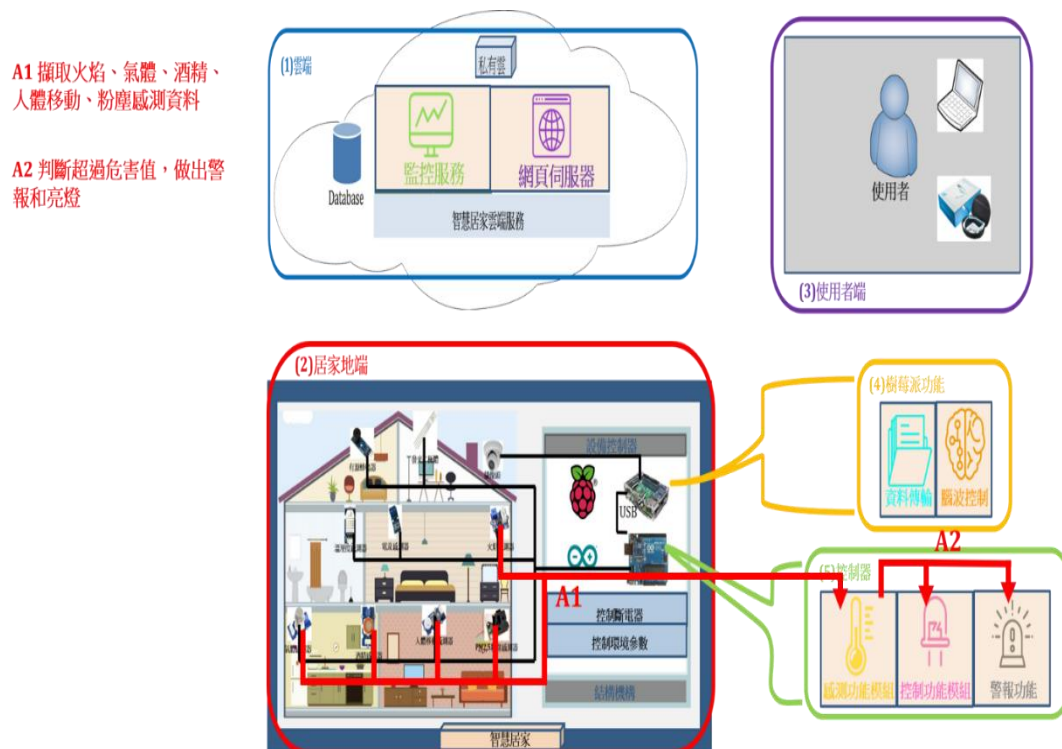 A1 擷取火焰、氣體、酒精、
人體移動、粉塵感測資料
A2 判斷超過危害值，做出警
報和亮燈
(1)雲端
私有雲
監控服務
網頁伺服器
Database
智慧居家雲端服務
使用者
(3)使用者端
(2)居家地端
設備控制器
USB
A1
控制斷電器
控制環境參數
結構機構
智慧居家
(4)樹莓派功能
資料傳輸
腦波控制
A2
(5)控制器
感測功能模組
控制功能模組
警報功能